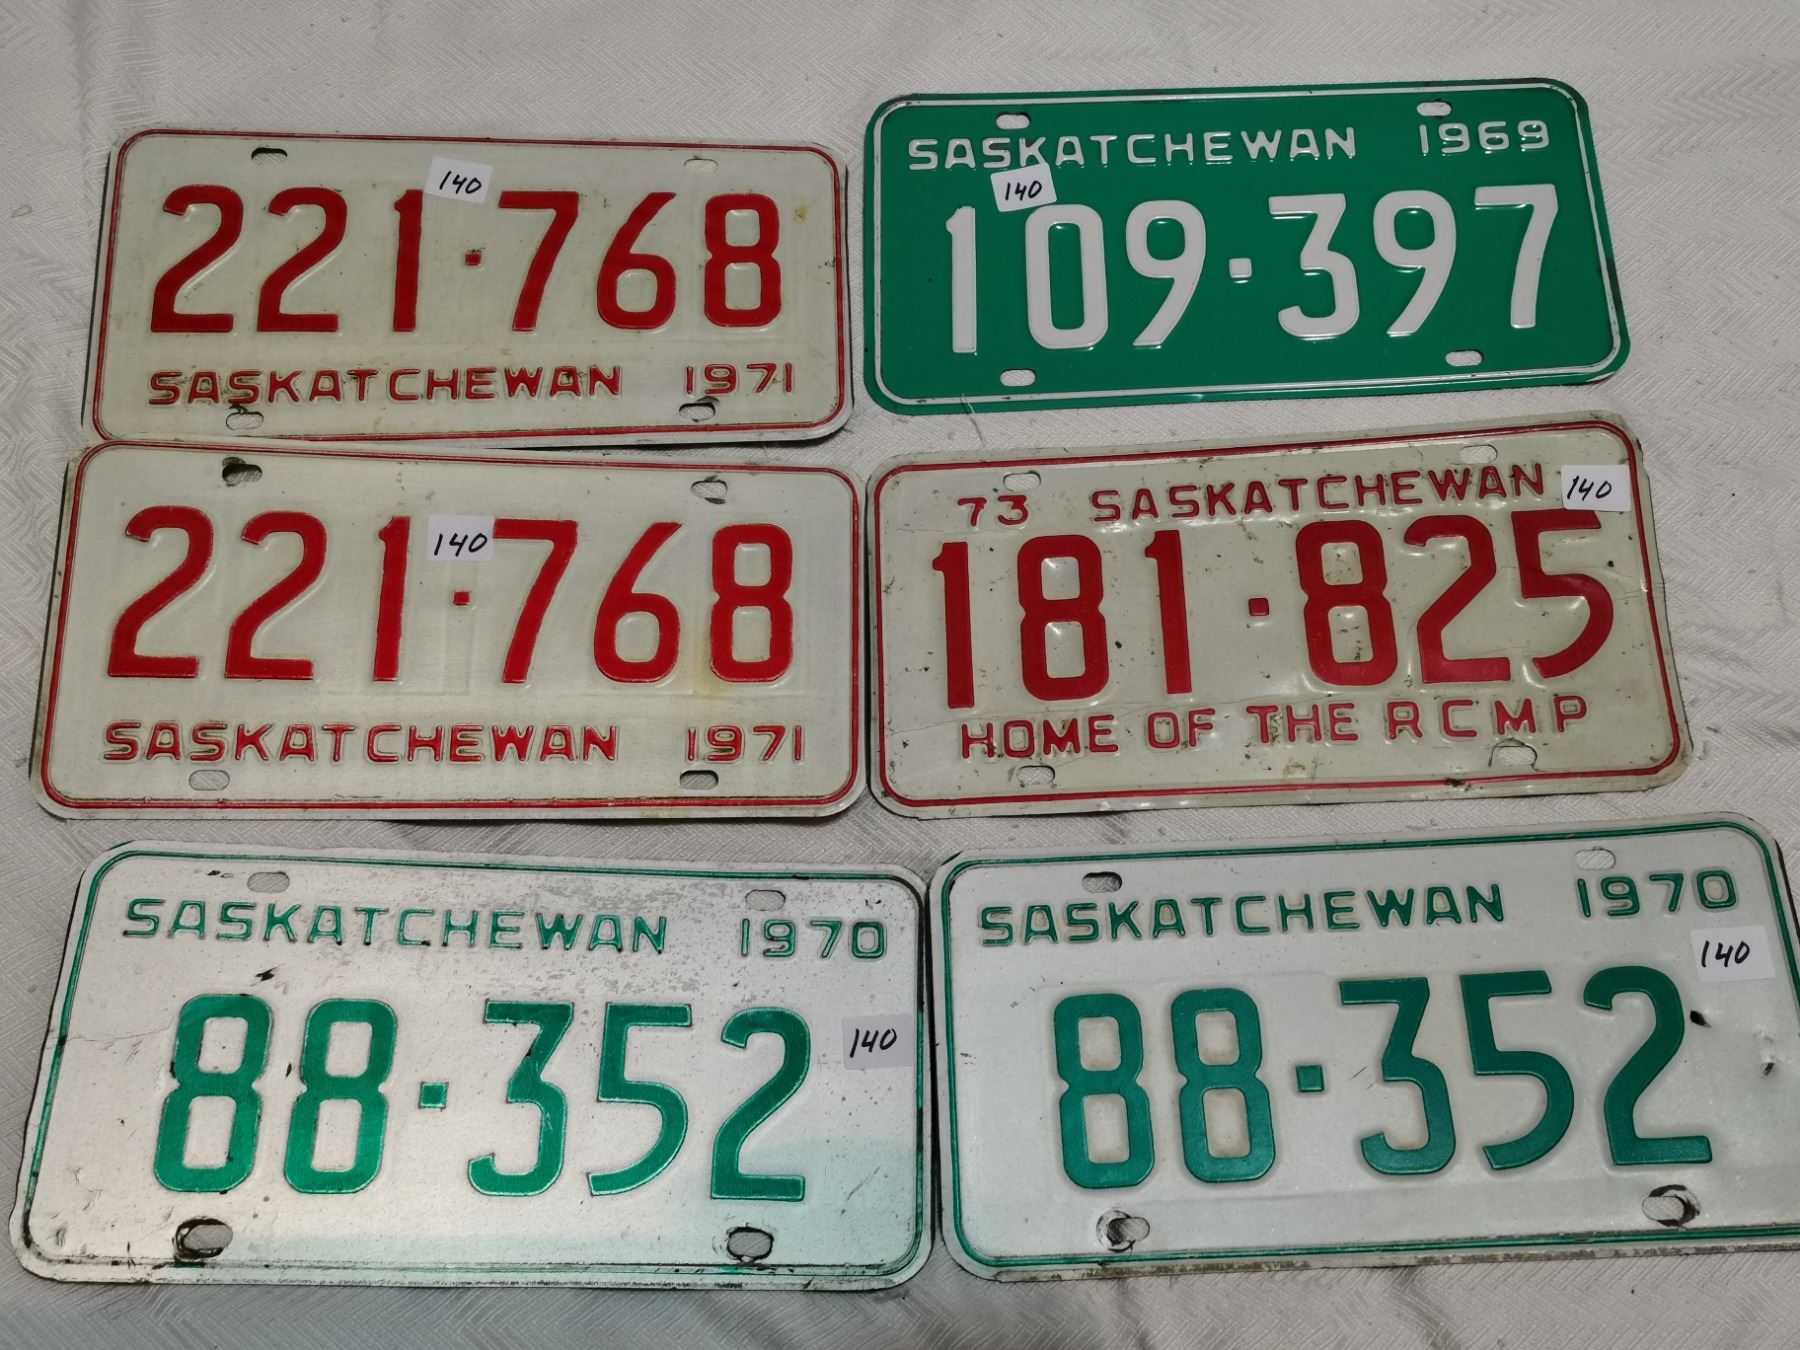 140
221·768
SASKATCHEWAN 1971
SASKATCHEWAN 1969
140
109·397
140
221·768
SASKATCHEWAN 1971
73 SASKATCHEWAN 140
181·825
HOME OF THE RCMP
SASKATCHEWAN 1970
88·352
140
SASKATCHEWAN 1970
140
88·352